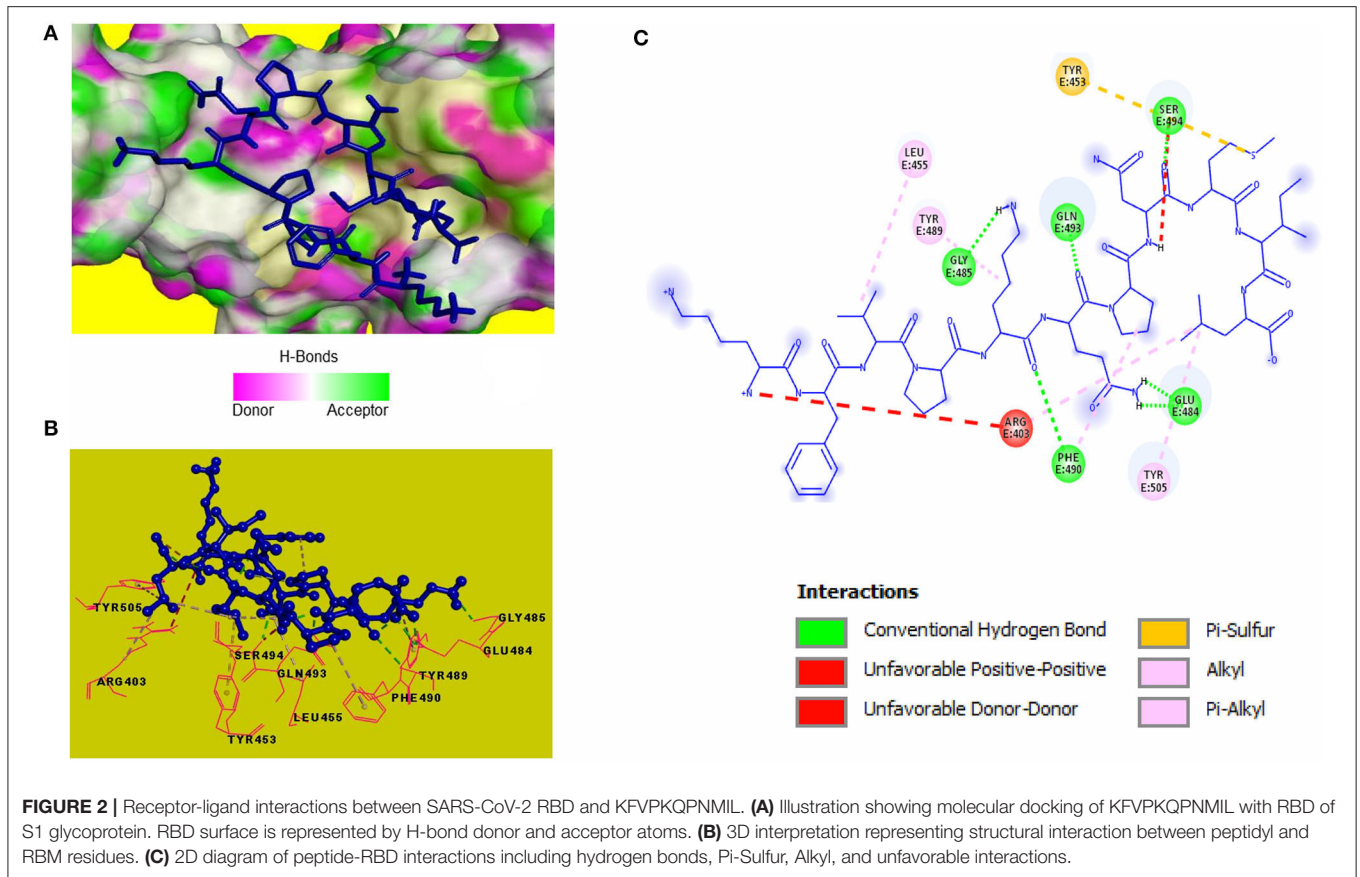 A
H-Bonds
Donor Acceptor
B
TYR505
ARG403
SER494
GLN493
LEU455
TYR453
GLY485
GLU484
TYR489
PHE490
C
TYR
E:453
SER
E:494
LEU
E:455
TYR
E:489
GLN
E:493
GLY
E:485
ARG
E:403
PHE
E:490
GLU
E:484
TYR
E:505
Interactions
Conventional Hydrogen Bond
Unfavorable Positive-Positive
Unfavorable Donor-Donor
Pi-Sulfur
Alkyl
Pi-Alkyl
FIGURE 2 | Receptor-ligand interactions between SARS-CoV-2 RBD and KFVPKQPNMIL. (A) Illustration showing molecular docking of KFVPKQPNMIL with RBD of
S1 glycoprotein. RBD surface is represented by H-bond donor and acceptor atoms. (B) 3D interpretation representing structural interaction between peptidyl and
RBM residues. (C) 2D diagram of peptide-RBD interactions including hydrogen bonds, Pi-Sulfur, Alkyl, and unfavorable interactions.